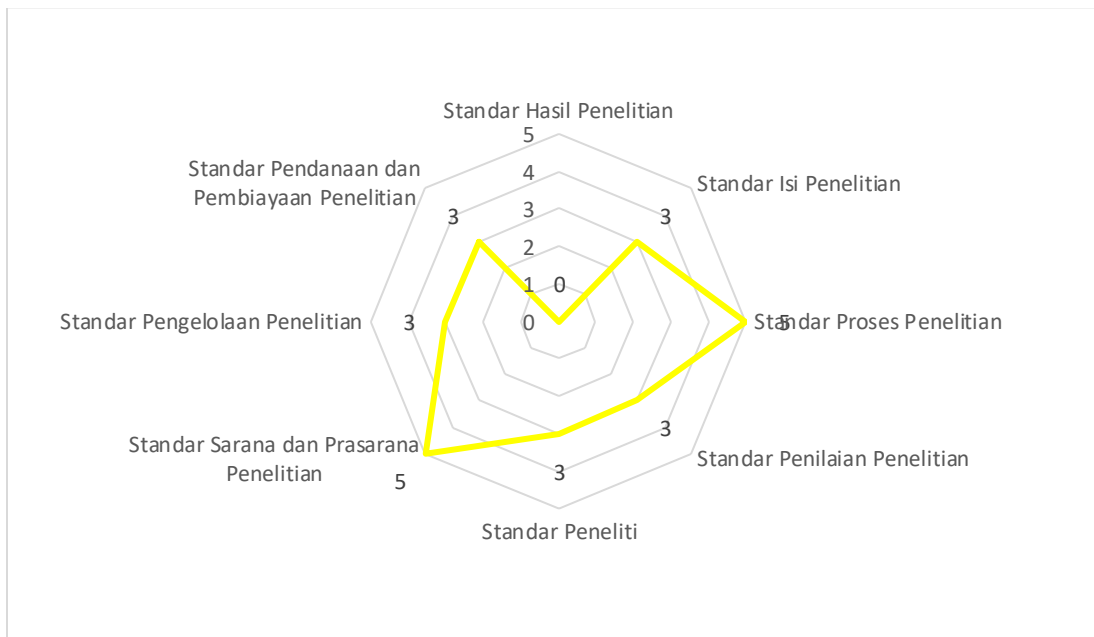 Standar Hasil Penelitian
5
Standar Pendanaan dan
Pembiayaan Penelitian
4
Standar Isi Penelitian
3
3
3
2
1
0
Standar Pengelolaan Penelitian
3
0
Standar Proses Penelitian
5
Standar Sarana dan Prasarana
Penelitian
3
Standar Penilaian Penelitian
5
3
Standar Peneliti